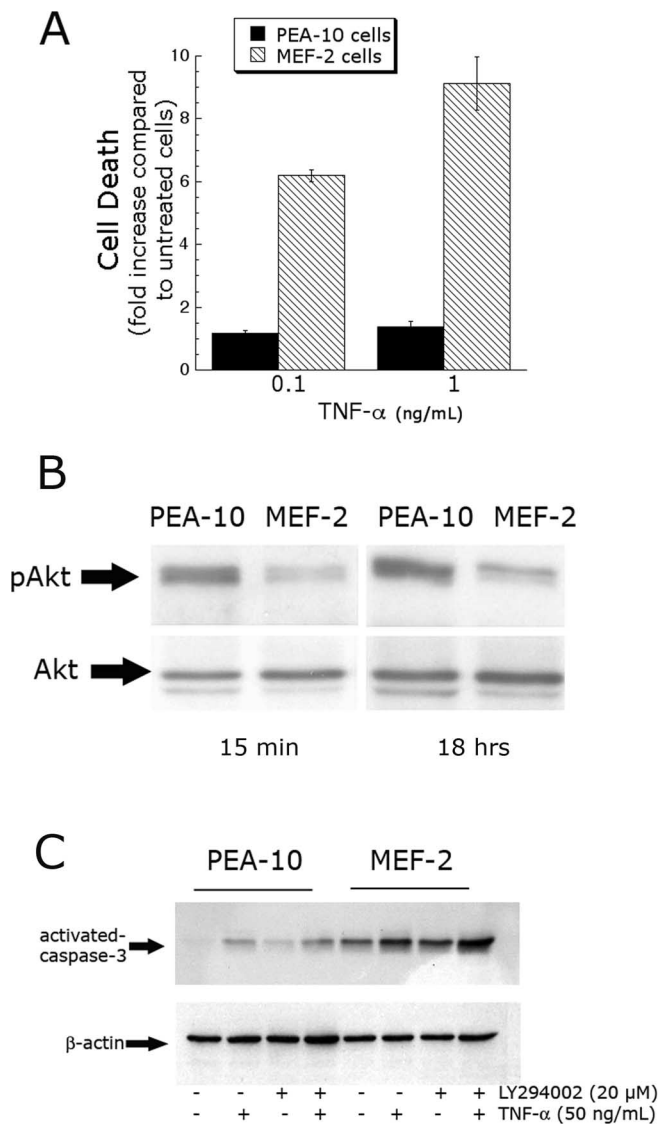 A
PEA-10 cells
MEF-2 cells
Cell Death
(fold increase compared
to untreated cells)
10
8
6
4
2
0
0.1 1
TNF-α (ng/mL)
B
PEA-10 MEF-2 PEA-10 MEF-2
pAkt
Akt
15 min 18 hrs
C
PEA-10 MEF-2
activated-
caspase-3
β-actin
- - + + - - + + LY294002 (20 µM)
- + - + - + - + TNF-α (50 ng/mL)